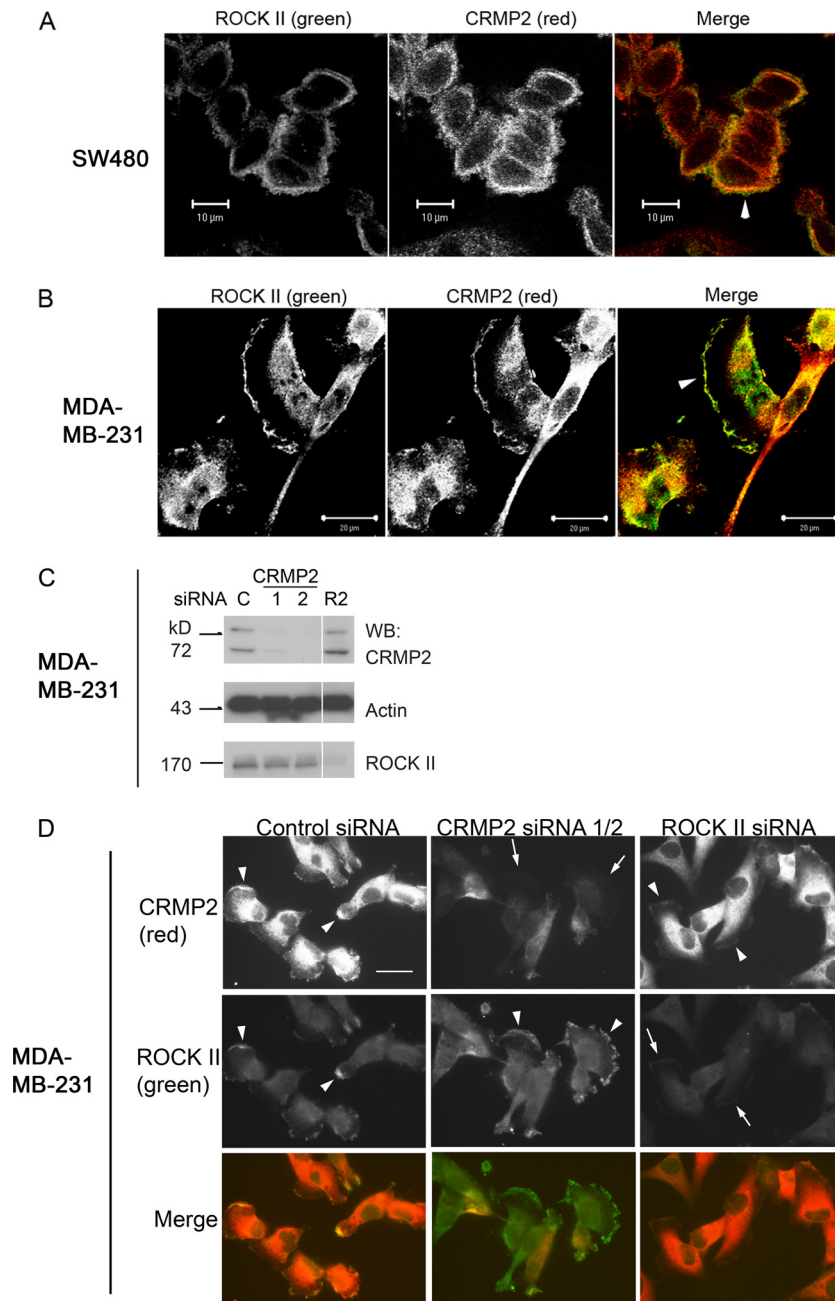 A
ROCK II (green) CRMP2 (red) Merge
SW480
10 µm 10 µm 10 µm
B
ROCK II (green) CRMP2 (red) Merge
MDA-
MB-231
20 µm 20 µm 20 µm
C
CRMP2
siRNA C 1 2 R2
kD
72
WB:
CRMP2
MDA-
MB-231
43
Actin
170
ROCK II
D
Control siRNA CRMP2 siRNA 1/2 ROCK II siRNA
CRMP2
(red)
MDA-
MB-231
ROCK II
(green)
Merge